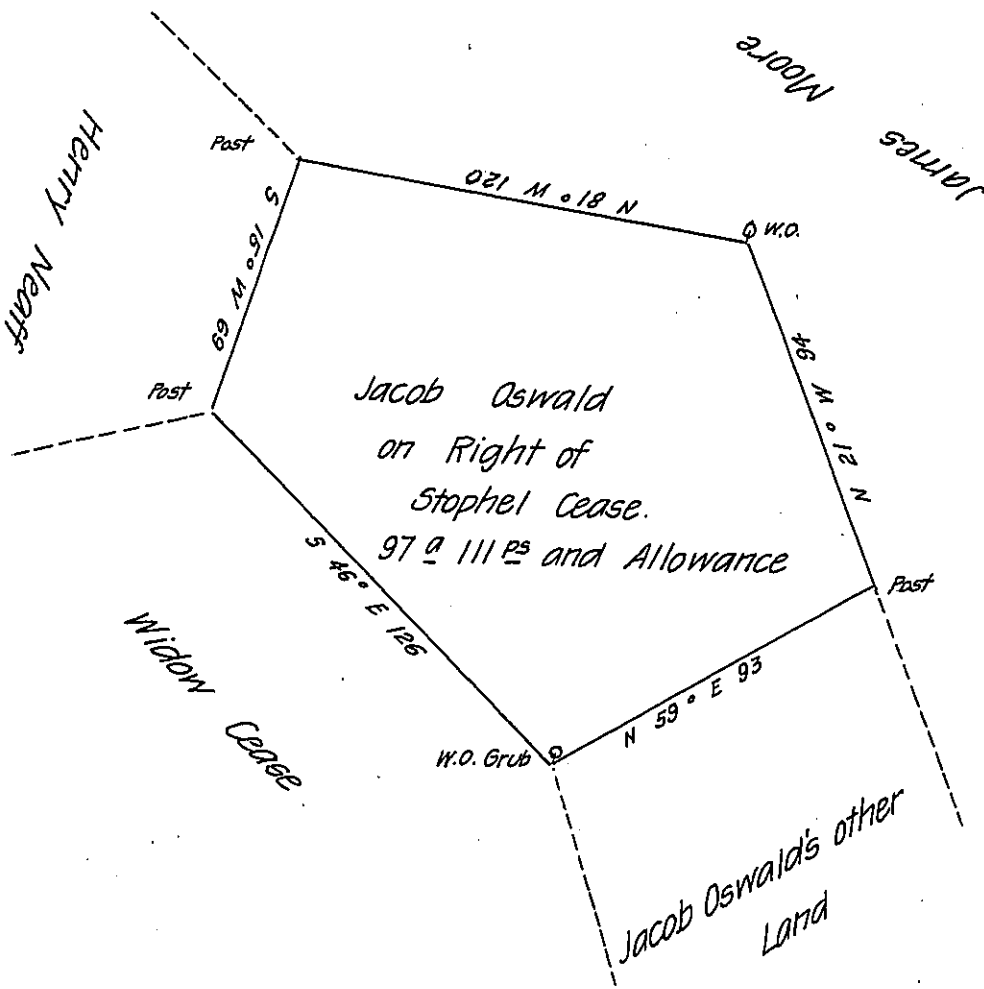 James
Moore
Henry Neaff
Post
N 81° W 120
W.O.
S 15° W 69
N 21° W 94
Post
Jacob Oswald
on Right of
Stophel Cease.
97 a 111 ps and Allowance
Post
S 46° E 126
N 59° E 93
W.O. Grub
Widow
Cease
Jacob Oswald's other
Land